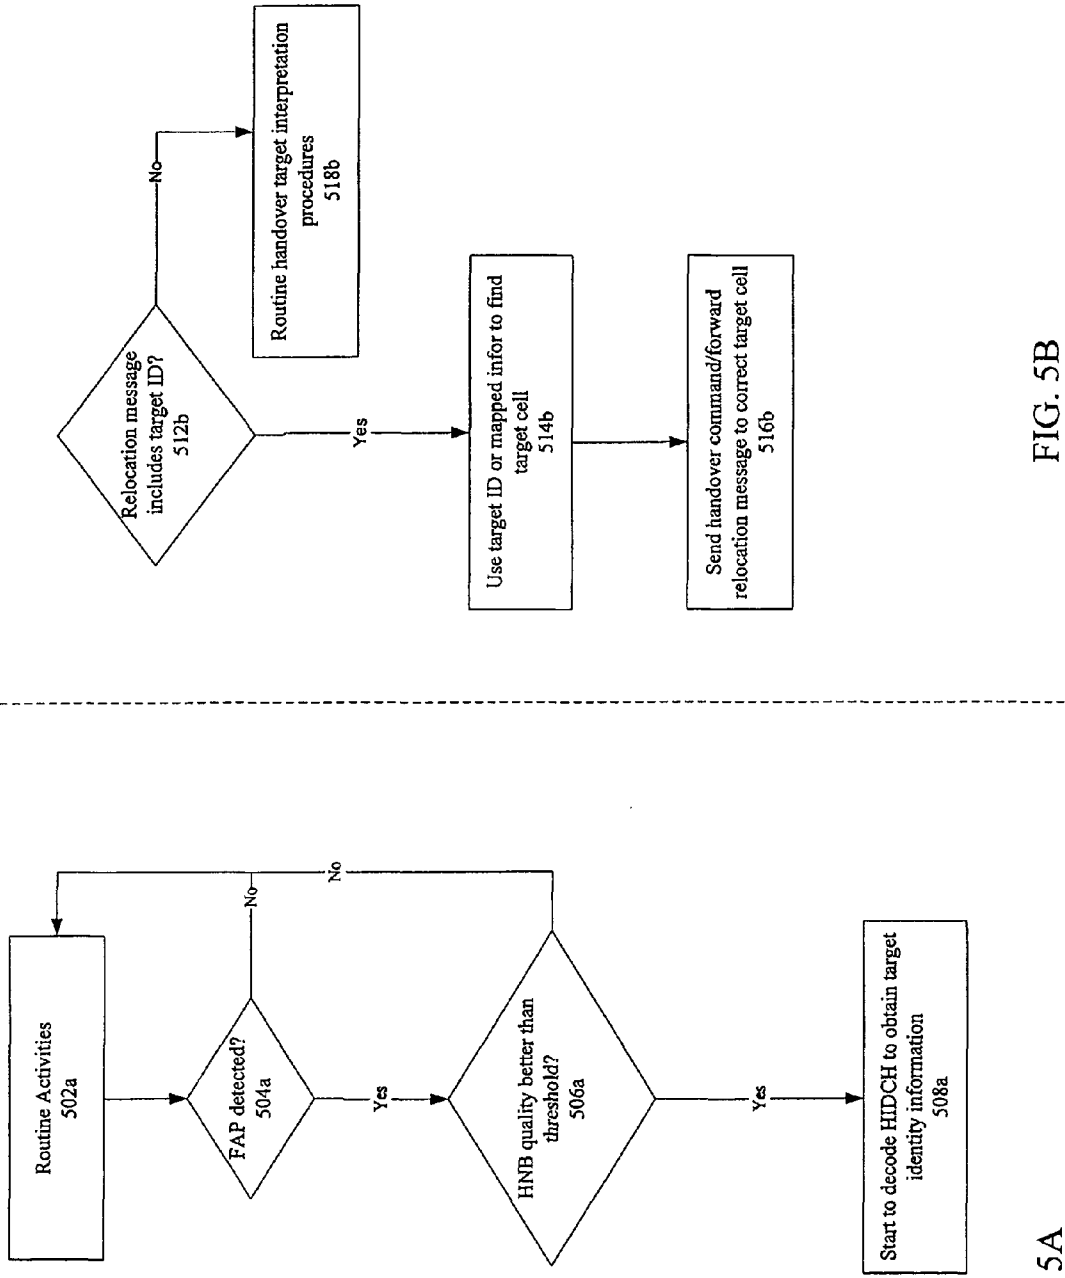 Routine Activities
502a
FAP detected?
504a
No
Yes
HNB quality better than
threshold?
506a
No
Yes
Start to decode HIDCH to obtain target
identity information
508a
5A
Relocation message
includes target ID?
512b
No
Routine handover target interpretation
procedures
518b
Yes
Use target ID or mapped infor to find
target cell
514b
Send handover command/forward
relocation message to correct target cell
516b
FIG. 5B